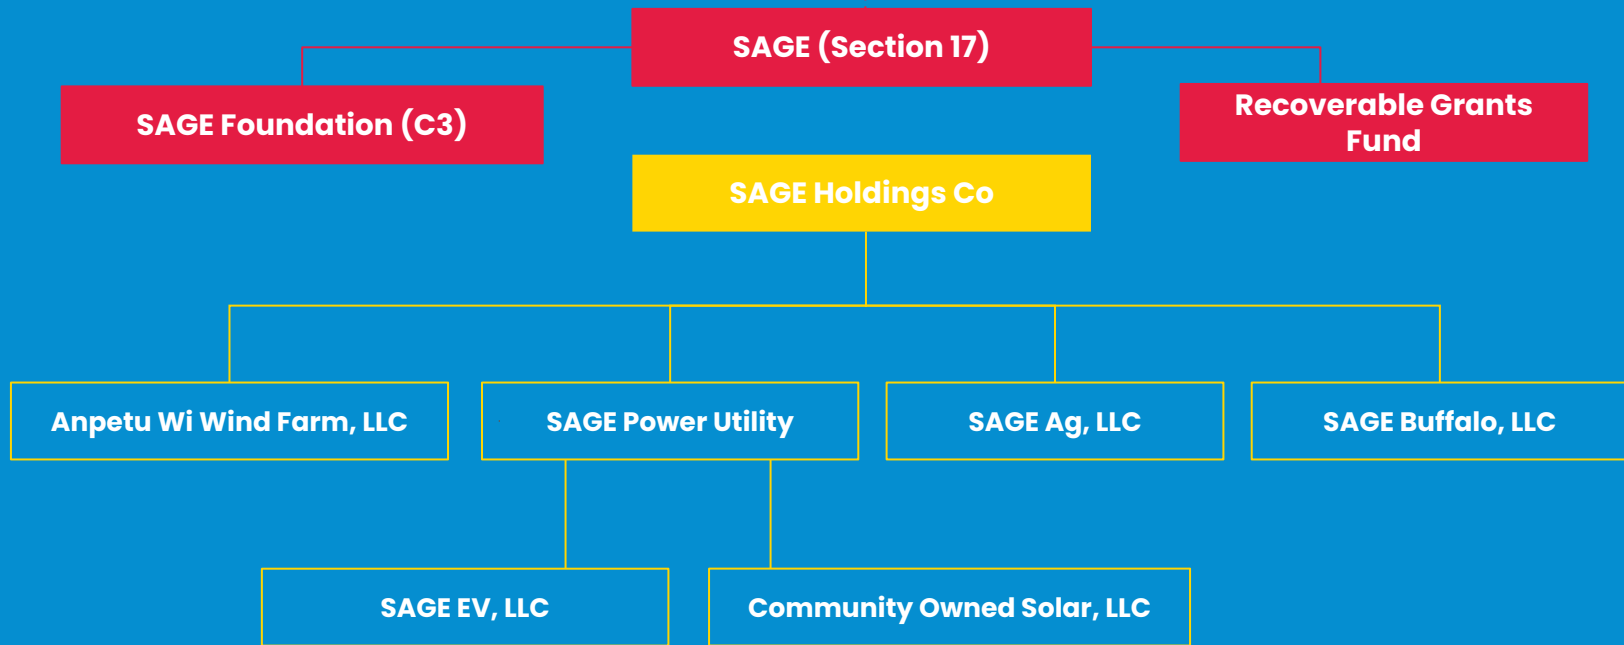 SAGE (Section 17)
SAGE Foundation (C3)
Recoverable Grants
Fund
SAGE Holdings Co
Anpetu Wi Wind Farm, LLC
SAGE Power Utility
SAGE Ag, LLC
SAGE Buffalo, LLC
SAGE EV, LLC
Community Owned Solar, LLC